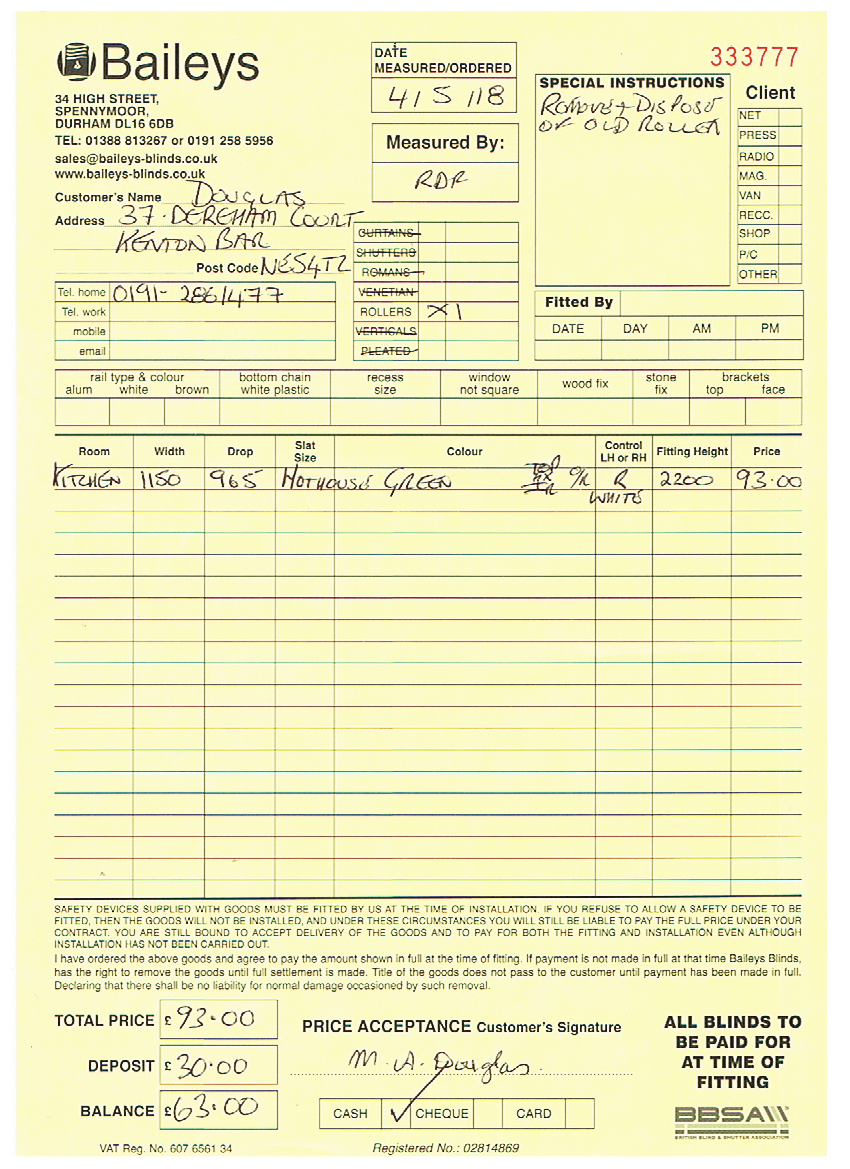 Baileys
34 HIGH STREET,
SPENNYMOOR,
DURHAM DL16 6DB
TEL: 01388 813267 or 0191 258 5956
sales@baileys-blinds.co.uk
www.baileys-blinds.co.uk
DATE
MEASURED/ORDERED
4/5/18
Measured By:
RDR
333777
SPECIAL INSTRUCTIONS
REMOVE + DISPOSE
OF OLD ROLLER
Client
NET
PRESS
RADIO
MAG.
VAN
RECC.
SHOP
P/C
OTHER
Customer's Name DOUGLAS
Address 37 · DEREHAM COURT
KENTON BAR
Post Code NE5 4TZ
Tel. home 0191- 2861477
Tel. work
mobile
email
CURTAINS
SHUTTERS
ROMANS
VENETIAN
ROLLERS X 1
VERTICALS
PLEATED
Fitted By
DATE DAY AM PM
rail type & colour bottom chain recess window wood fix stone brackets
alum white brown white plastic size not square fix top face
Room Width Drop Slat Size Colour Control LH or RH Fitting Height Price
KITCHEN 1150 965 HOTHOUSE GREEN TOP FIX O/R R 2200 93·00
WHITE
SAFETY DEVICES SUPPLIED WITH GOODS MUST BE FITTED BY US AT THE TIME OF INSTALLATION. IF YOU REFUSE TO ALLOW A SAFETY DEVICE TO BE
FITTED, THEN THE GOODS WILL NOT BE INSTALLED, AND UNDER THESE CIRCUMSTANCES YOU WILL STILL BE LIABLE TO PAY THE FULL PRICE UNDER YOUR
CONTRACT. YOU ARE STILL BOUND TO ACCEPT DELIVERY OF THE GOODS AND TO PAY FOR BOTH THE FITTING AND INSTALLATION EVEN ALTHOUGH
INSTALLATION HAS NOT BEEN CARRIED OUT.
I have ordered the above goods and agree to pay the amount shown in full at the time of fitting. If payment is not made in full at that time Baileys Blinds,
has the right to remove the goods until full settlement is made. Title of the goods does not pass to the customer until payment has been made in full.
Declaring that there shall be no liability for normal damage occasioned by such removal.
TOTAL PRICE £ 93·00
DEPOSIT £ 30·00
BALANCE £ 63·00
PRICE ACCEPTANCE Customer's Signature
M. A. Douglas
CASH ✓ CHEQUE CARD
ALL BLINDS TO
BE PAID FOR
AT TIME OF
FITTING
BBSA
BRITISH BLIND & SHUTTER ASSOCIATION
VAT Reg. No. 607 6561 34
Registered No.: 02814869